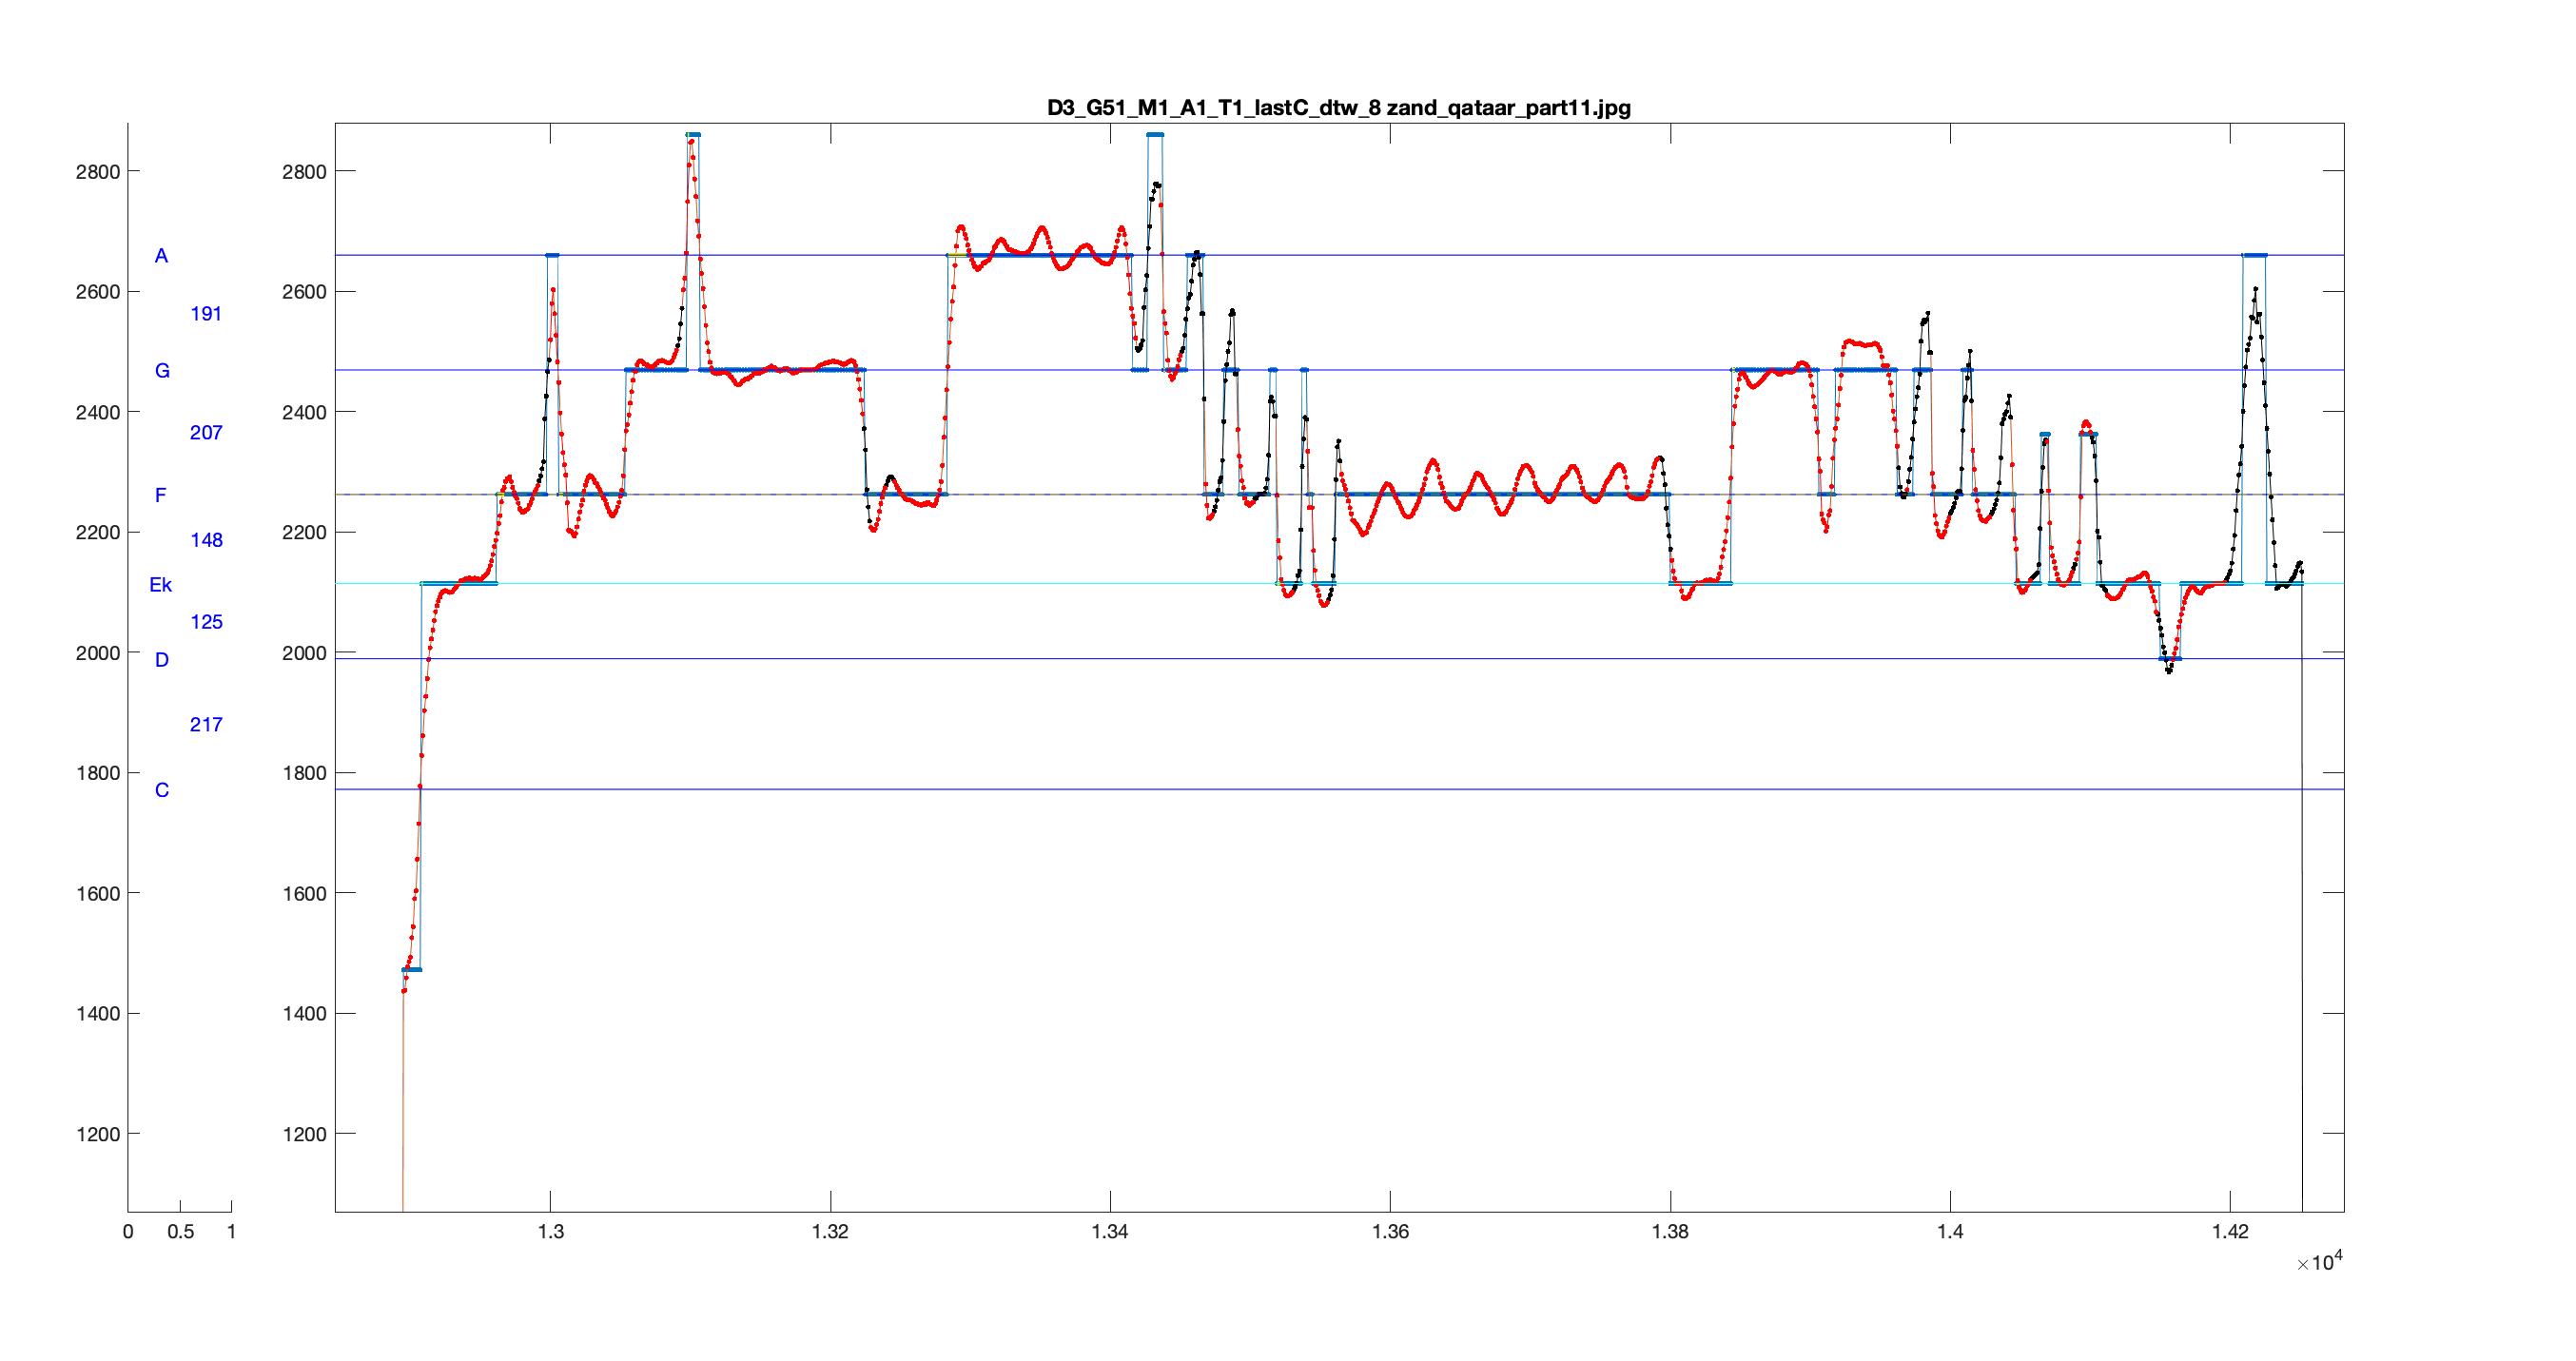 D3_G51_M1_A1_T1_lastC_dtw_8 zand_qataar_part11.jpg
2800 2800
A
2600 2600
191
G
2400 2400
207
F
2200 2200
148
Ek
125
2000 D
217
1800 1800
C
1600 1600
1400 1400
1200 1200
0 0.5 1 1.3 1.32 1.34 1.36 1.38 1.4 1.42
×10⁴